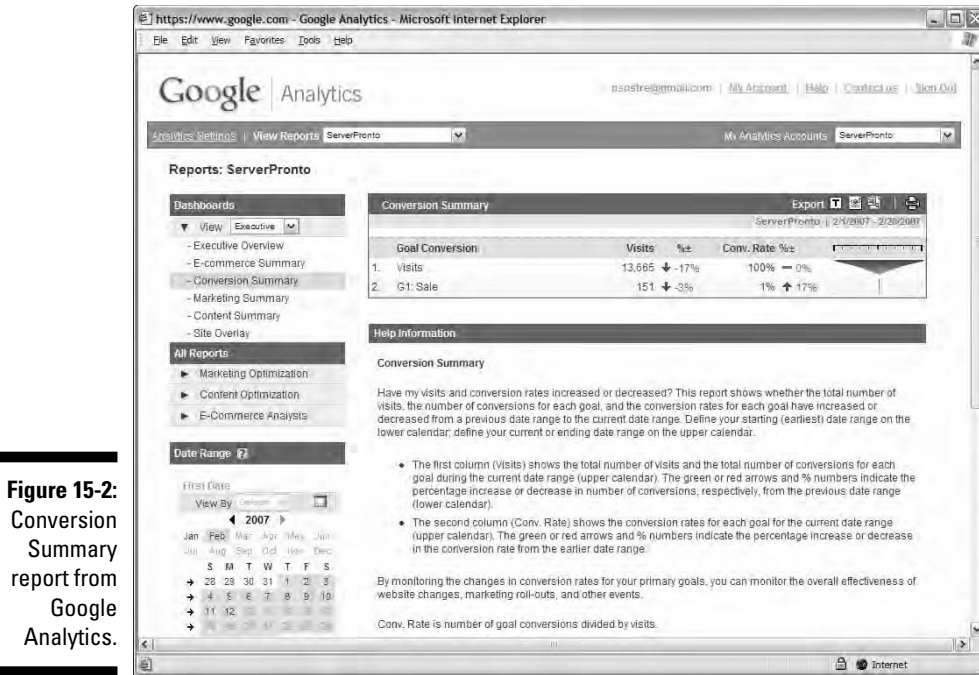 https://www.google.com - Google Analytics - Microsoft Internet Explorer
File Edit View Favorites Tools Help
Google Analytics
My Account | Help | Contact us | Sign Out
Analytics Settings | View Reports ServerPronto
My Analytics Accounts ServerPronto
Reports: ServerPronto
Dashboards
View Executive
- Executive Overview
- E-commerce Summary
- Conversion Summary
- Marketing Summary
- Content Summary
- Site Overlay
All Reports
Marketing Optimization
Content Optimization
E-Commerce Analysis
Date Range ?
First Date
View By
2007
Jan Feb Mar Apr May Jun
Jul Aug Sep Oct Nov Dec
S M T W T F S
28 29 30 31 1 2 3
4 5 6 7 8 9 10
11 12
Conversion Summary Export T
ServerPronto | 2/1/2007 - 2/28/2007
Goal Conversion Visits %± Conv. Rate %±
1. Visits 13,665 -17% 100% 0%
2. G1: Sale 151 -3% 1% 17%
Help Information
Conversion Summary
Have my visits and conversion rates increased or decreased? This report shows whether the total number of
visits, the number of conversions for each goal, and the conversion rates for each goal have increased or
decreased from a previous date range to the current date range. Define your starting (earliest) date range on the
lower calendar; define your current or ending date range on the upper calendar.
• The first column (Visits) shows the total number of visits and the total number of conversions for each
goal during the current date range (upper calendar). The green or red arrows and % numbers indicate the
percentage increase or decrease in number of conversions, respectively, from the previous date range
(lower calendar).
• The second column (Conv. Rate) shows the conversion rates for each goal for the current date range
(upper calendar). The green or red arrows and % numbers indicate the percentage increase or decrease
in the conversion rate from the earlier date range.
By monitoring the changes in conversion rates for your primary goals, you can monitor the overall effectiveness of
website changes, marketing roll-outs, and other events.
Conv. Rate is number of goal conversions divided by visits.
Internet
Figure 15-2:
Conversion
Summary
report from
Google
Analytics.